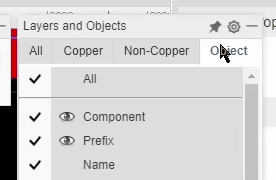 Layers and Objects
All Copper Non-Copper Object
All
Component
Prefix
Name